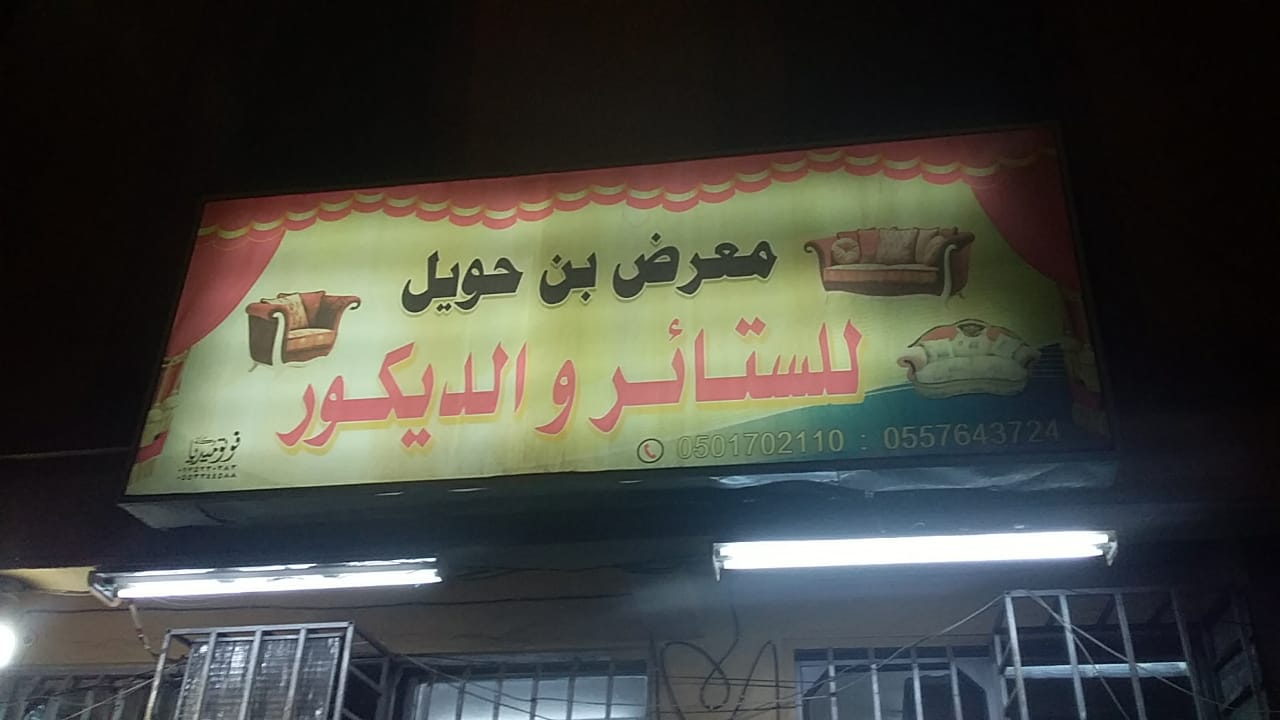 معرض بن حويل
للستائر و الديكور
0501702110 : 0557643724